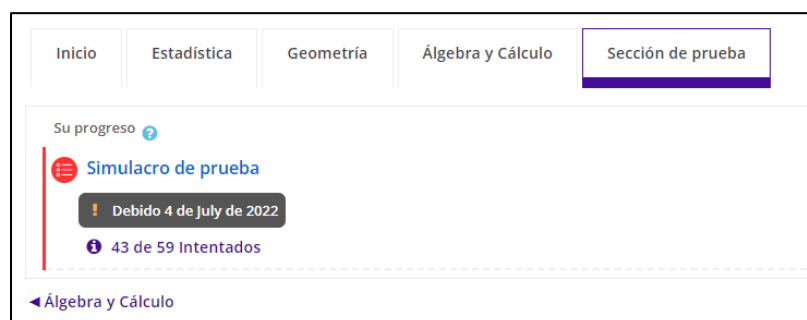 Inicio Estadística Geometría Álgebra y Cálculo Sección de prueba
Su progreso ?
Simulacro de prueba
! Debido 4 de July de 2022
43 de 59 Intentados
◄ Álgebra y Cálculo